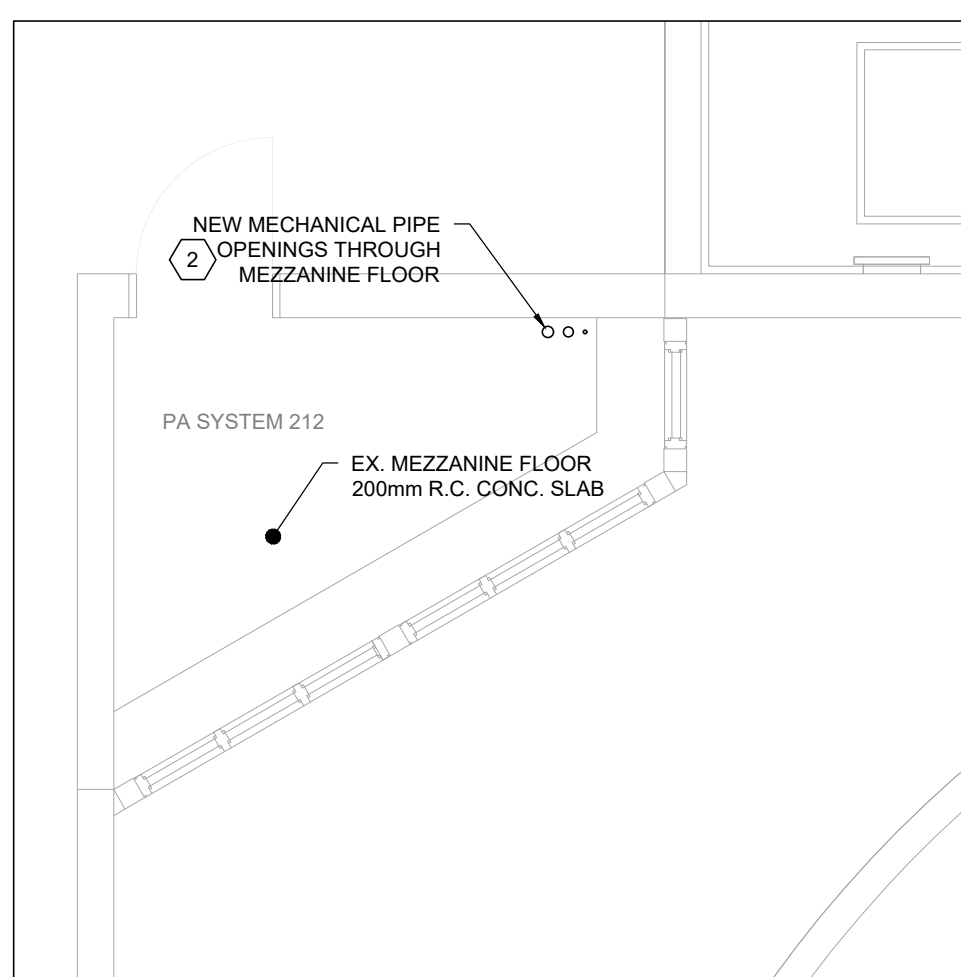 NEW MECHANICAL PIPE
2 OPENINGS THROUGH
MEZZANINE FLOOR
PA SYSTEM 212
EX. MEZZANINE FLOOR
200mm R.C. CONC. SLAB